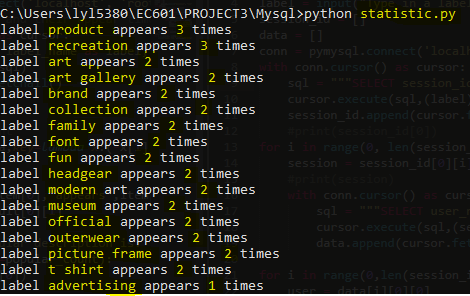 C:\Users\lyl5380\EC601\PROJECT3\Mysql>python statistic.py
label product appears 3 times
label recreation appears 3 times
label art appears 2 times
label art gallery appears 2 times
label brand appears 2 times
label collection appears 2 times
label family appears 2 times
label font appears 2 times
label fun appears 2 times
label headgear appears 2 times
label modern art appears 2 times
label museum appears 2 times
label official appears 2 times
label outerwear appears 2 times
label picture frame appears 2 times
label t shirt appears 2 times
label advertising appears 1 times